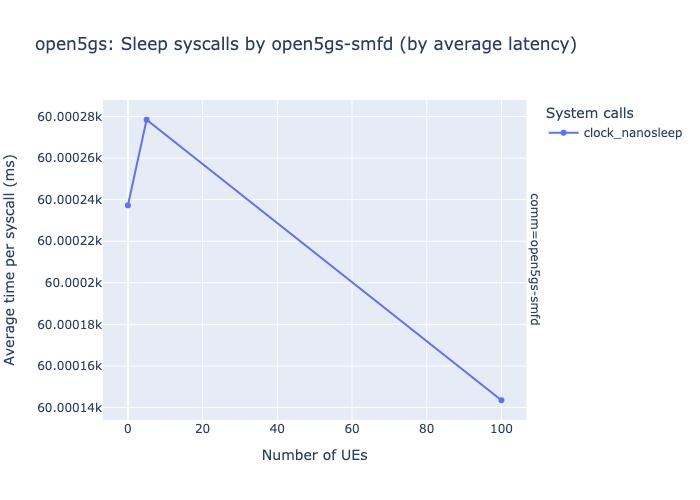 open5gs: Sleep syscalls by open5gs-smfd (by average latency)
System calls
clock_nanosleep
60.00028k
60.00026k
60.00024k
60.00022k
60.0002k
60.00018k
60.00016k
60.00014k
Average time per syscall (ms)
comm=open5gs-smfd
0 20 40 60 80 100
Number of UEs